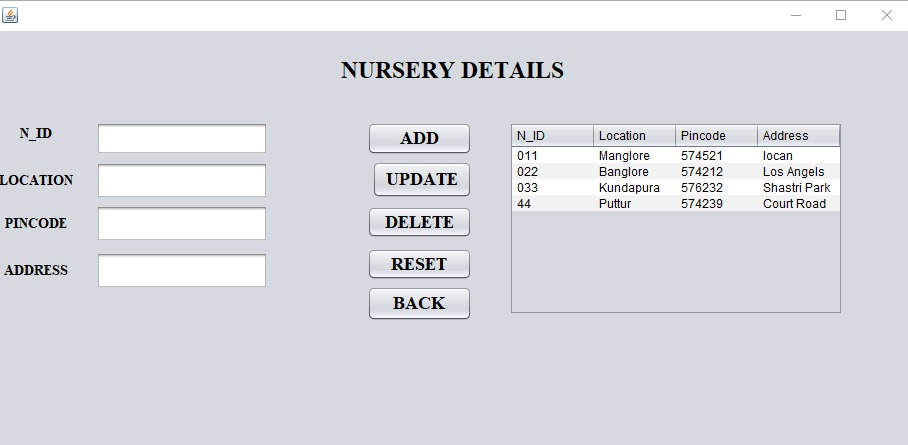 NURSERY DETAILS
N_ID
LOCATION
PINCODE
ADDRESS
ADD
UPDATE
DELETE
RESET
BACK
N_ID Location Pincode Address
011 Manglore 574521 locan
022 Banglore 574212 Los Angels
033 Kundapura 576232 Shastri Park
44 Puttur 574239 Court Road